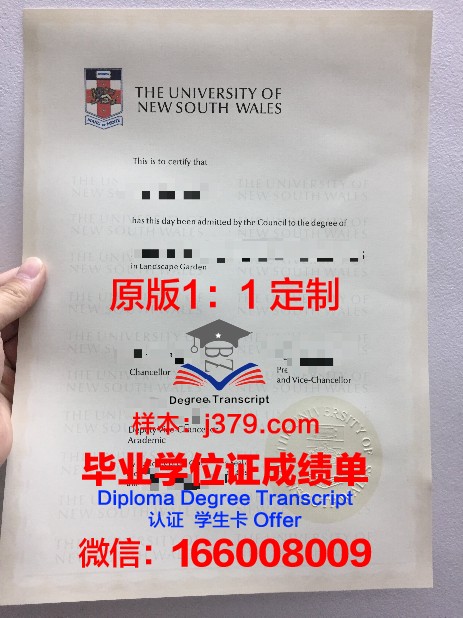 THE UNIVERSITY OF
NEW SOUTH WALES
This is to certify that
has this day been admitted by the Council to the degree of
in Landscape Garden
原版1：1定制
Chancellor
and Vice-Chancellor
Degree.Transcript
样本：j379.com
Academic
毕业学位证成绩单
Diploma Degree Transcript
认证 学生卡 Offer
微信：166008009